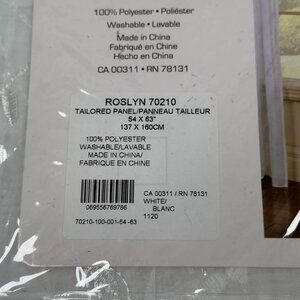 100% Polyester • Poliéster
Washable • Lavable
Made in China
Fabriqué en Chine
Hecho en China
CA 00311 • RN 78131
ROSLYN 70210
TAILORED PANEL/PANNEAU TAILLEUR
54 X 63"
137 X 160CM
100% POLYESTER
WASHABLE/LAVABLE
MADE IN CHINA/
FABRIQUE EN CHINE
069556769786
CA 00311 / RN 78131
WHITE/
BLANC
1120
70210-100-001-54-63